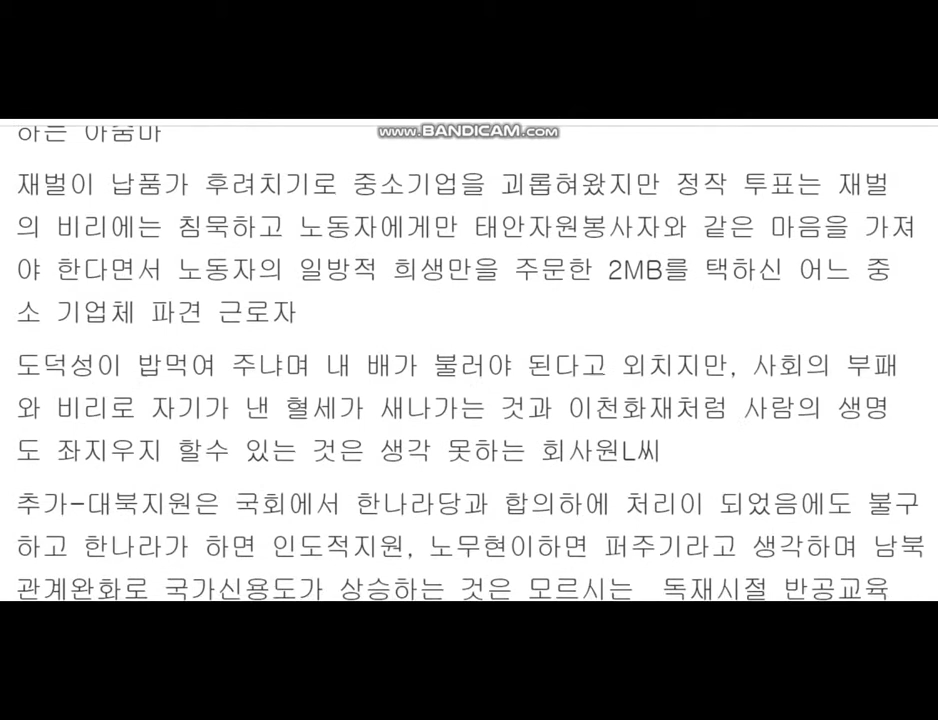 하는 아줌마
www.BANDICAM.com
재벌이 납품가 후려치기로 중소기업을 괴롭혀왔지만 정작 투표는 재벌
의 비리에는 침묵하고 노동자에게만 태안자원봉사자와 같은 마음을 가져
야 한다면서 노동자의 일방적 희생만을 주문한 2MB를 택하신 어느 중
소 기업체 파견 근로자
도덕성이 밥먹여 주냐며 내 배가 불러야 된다고 외치지만, 사회의 부패
와 비리로 자기가 낸 혈세가 새나가는 것과 이천화재처럼 사람의 생명
도 좌지우지 할수 있는 것은 생각 못하는 회사원L씨
추가-대북지원은 국회에서 한나라당과 합의하에 처리이 되었음에도 불구
하고 한나라가 하면 인도적지원, 노무현이하면 퍼주기라고 생각하며 남북
관계완화로 국가신용도가 상승하는 것은 모르시는 독재시절 반공교육